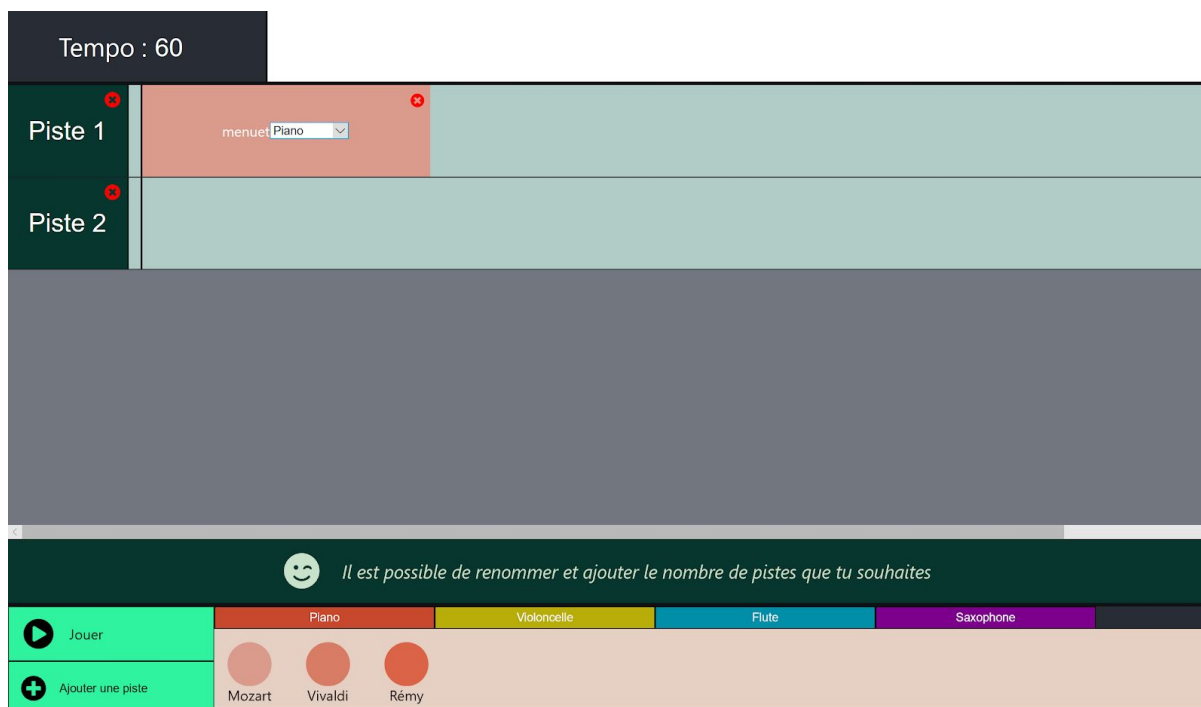 Tempo : 60
Piste 1
menuet Piano
Piste 2
Il est possible de renommer et ajouter le nombre de pistes que tu souhaites
Jouer
Ajouter une piste
Piano Violoncelle Flute Saxophone
Mozart Vivaldi Rémy